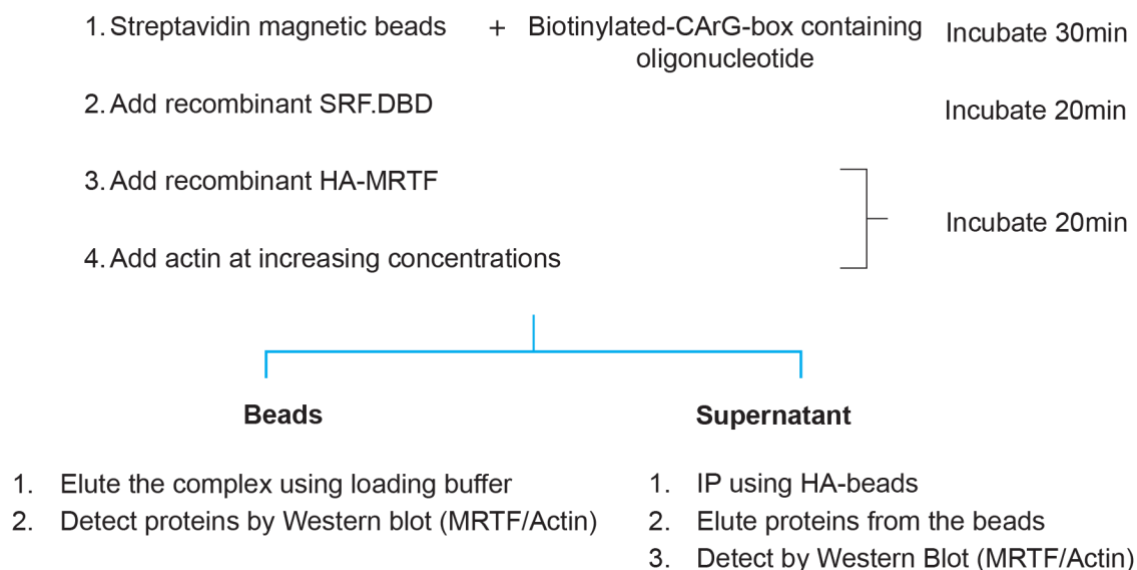 1. Streptavidin magnetic beads + Biotinylated-CArG-box containing Incubate 30min
oligonucleotide
2. Add recombinant SRF.DBD Incubate 20min
3. Add recombinant HA-MRTF
Incubate 20min
4. Add actin at increasing concentrations
Beads
1. Elute the complex using loading buffer
2. Detect proteins by Western blot (MRTF/Actin)
Supernatant
1. IP using HA-beads
2. Elute proteins from the beads
3. Detect by Western Blot (MRTF/Actin)